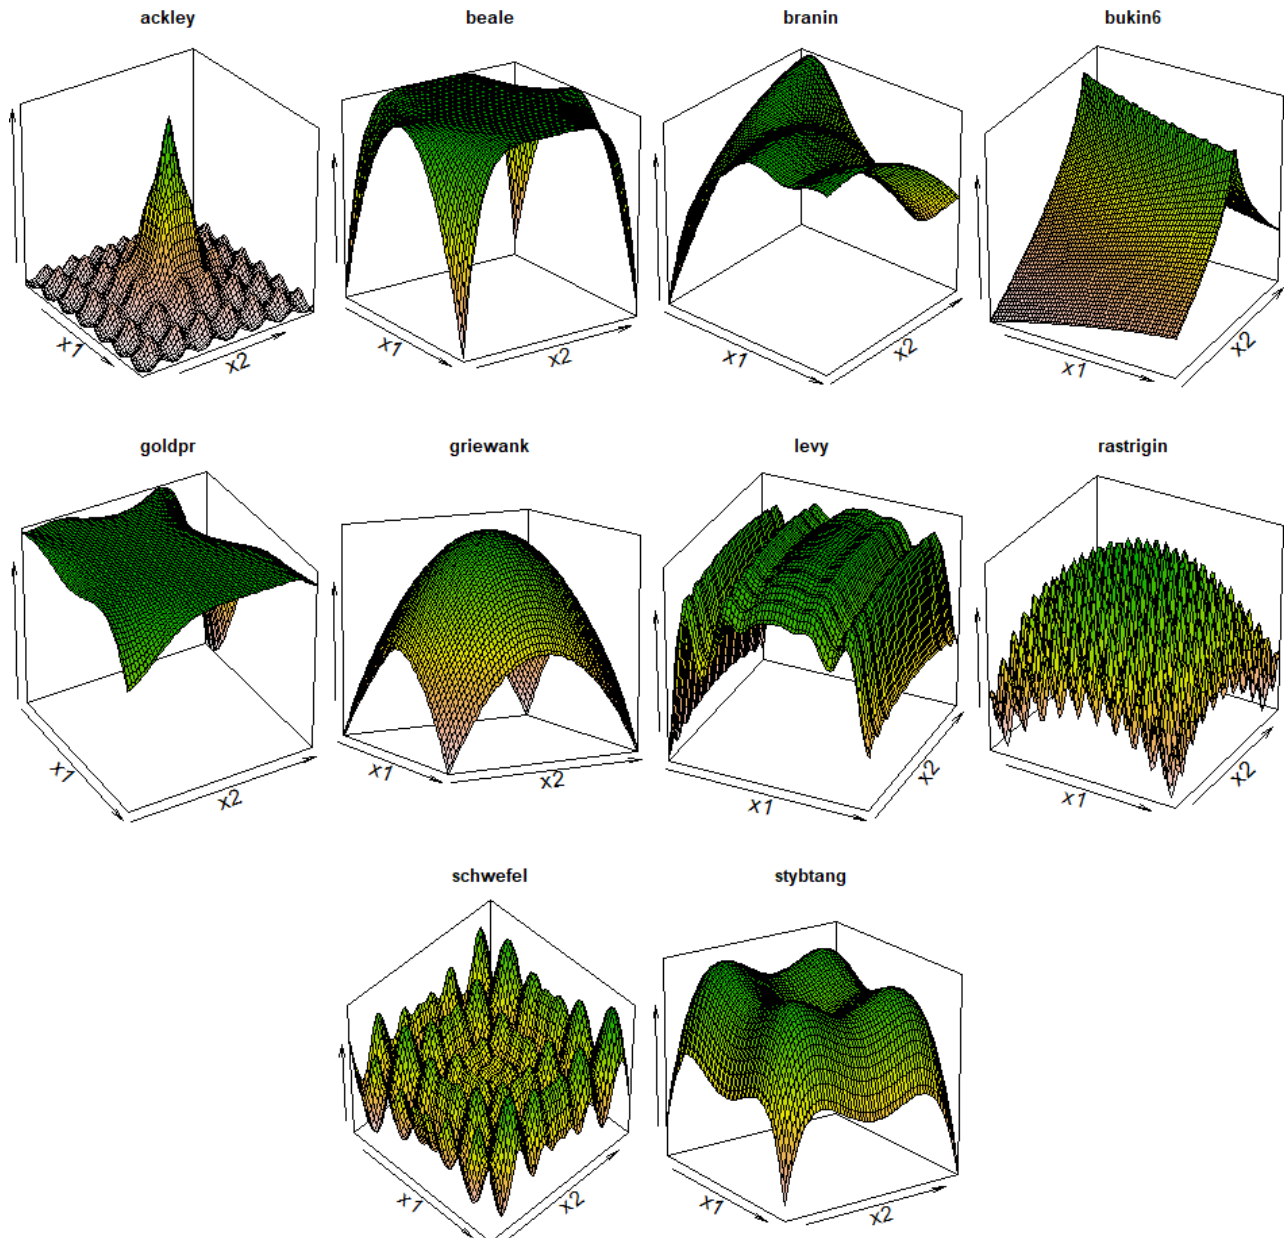 ackley
beale
branin
bukin6
x1
x2
x1
x2
x1
x2
x1
x2
goldpr
griewank
levy
rastrigin
x1
x2
x1
x2
x1
x2
x1
x2
schwefel
stybtang
x1
x2
x1
x2